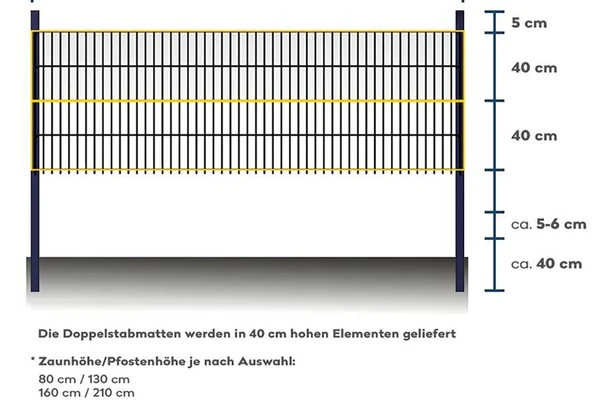 5 cm
40 cm
40 cm
ca. 5-6 cm
ca. 40 cm
Die Doppelstabmatten werden in 40 cm hohen Elementen geliefert
* Zaunhöhe/Pfostenhöhe je nach Auswahl:
80 cm / 130 cm
160 cm / 210 cm